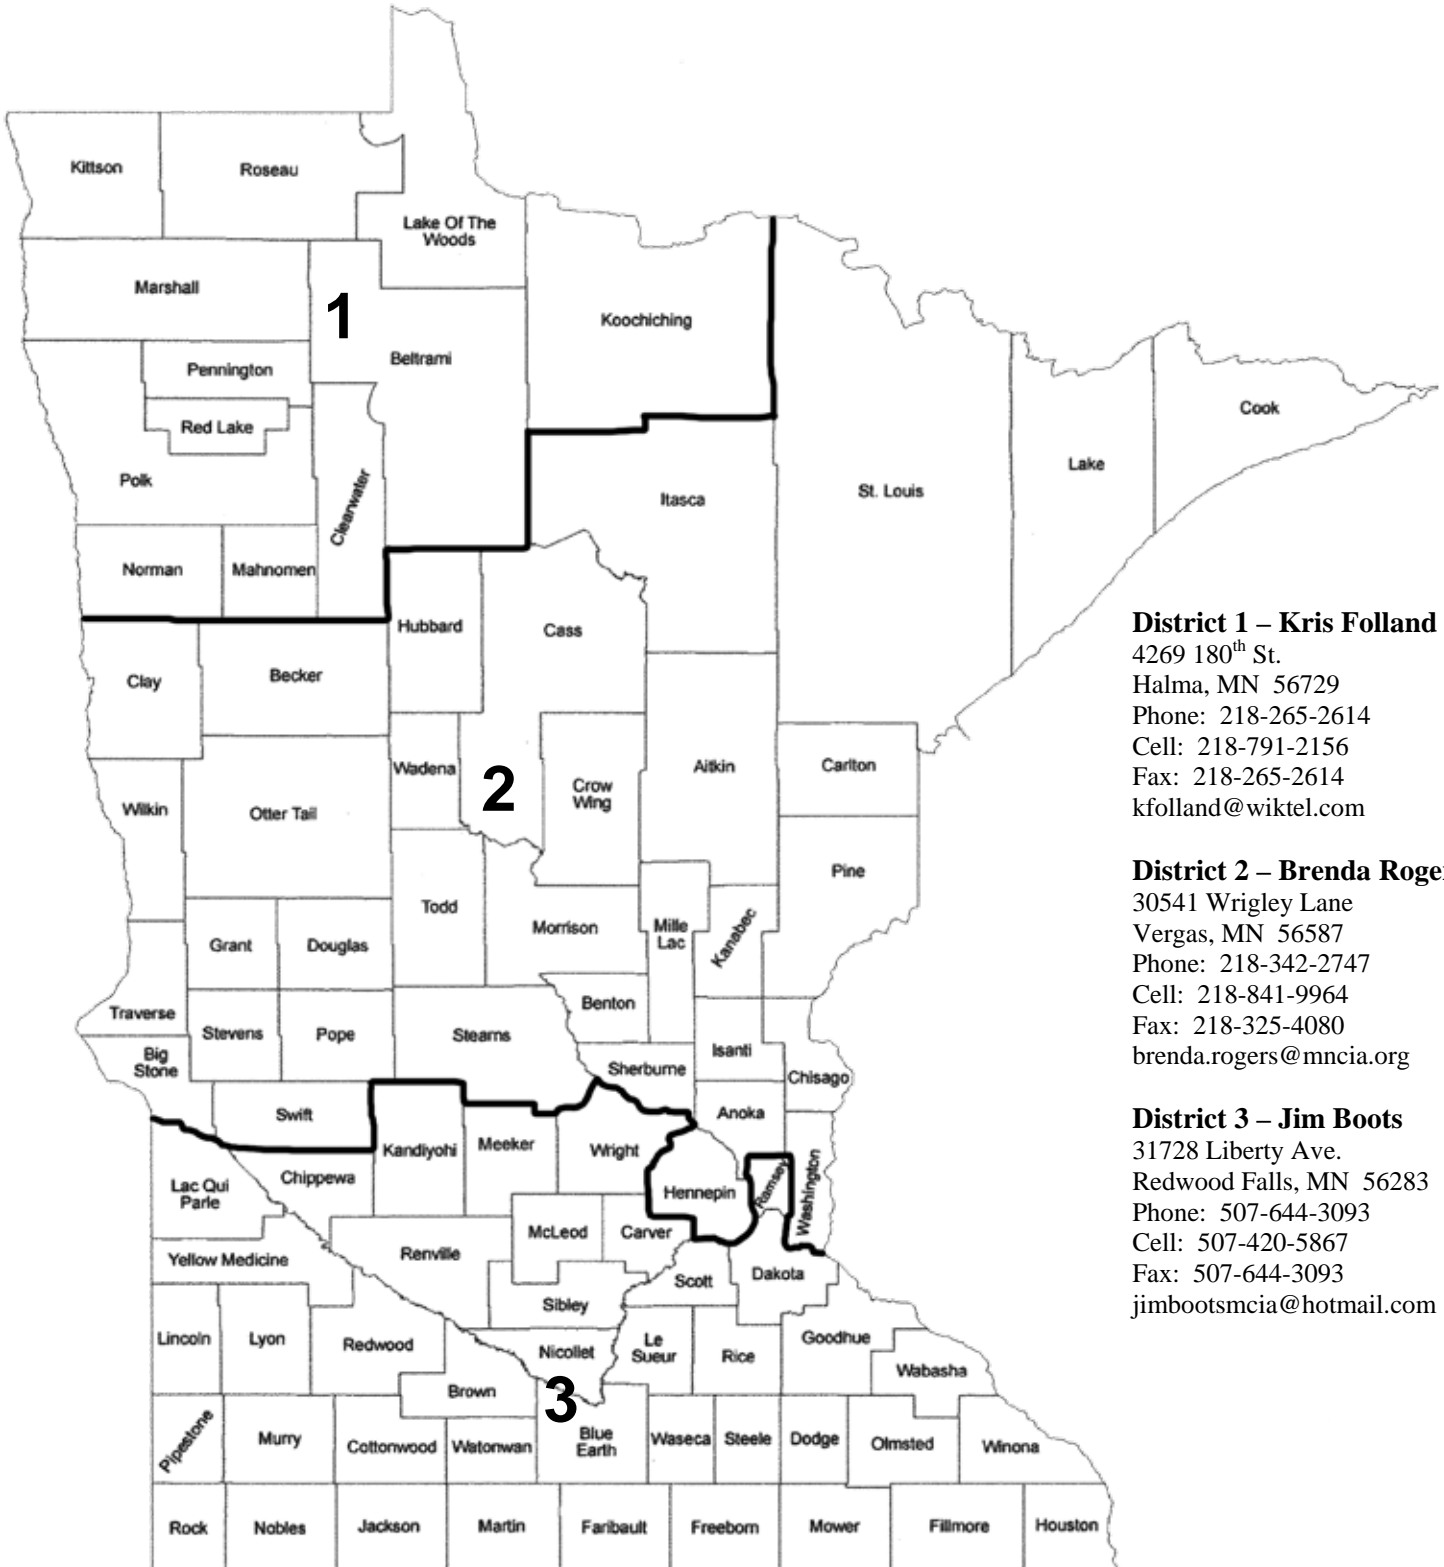 Kittson
Roseau
Lake Of The
Woods
Marshall
1
Koochiching
Beltrami
Pennington
Red Lake
Cook
Lake
Polk
Clearwater
Itasca
St. Louis
Norman
Mahnomen
Hubbard
Cass
Clay
Becker
Wadena
2
Crow
Wing
Aitkin
Carlton
Wilkin
Otter Tail
Pine
Todd
Morrison
Mille
Lac
Kanabec
Grant
Douglas
Benton
Traverse
Stevens
Pope
Stearns
Isanti
Big
Stone
Sherburne
Chisago
Swift
Anoka
Kandiyohi
Meeker
Wright
Lac Qui
Parle
Chippewa
Hennepin
Ramsey
Washington
McLeod
Carver
Yellow Medicine
Renville
Scott
Dakota
Sibley
Lincoln
Lyon
Redwood
Nicollet
Le
Sueur
Rice
Goodhue
Wabasha
Brown
3
Pipestone
Murry
Cottonwood
Watonwan
Blue
Earth
Waseca
Steele
Dodge
Olmsted
Winona
Rock
Nobles
Jackson
Martin
Faribault
Freeborn
Mower
Fillmore
Houston
District 1 – Kris Folland
4269 180th St.
Halma, MN 56729
Phone: 218-265-2614
Cell: 218-791-2156
Fax: 218-265-2614
kfolland@wiktel.com
District 2 – Brenda Roge
30541 Wrigley Lane
Vergas, MN 56587
Phone: 218-342-2747
Cell: 218-841-9964
Fax: 218-325-4080
brenda.rogers@mncia.org
District 3 – Jim Boots
31728 Liberty Ave.
Redwood Falls, MN 56283
Phone: 507-644-3093
Cell: 507-420-5867
Fax: 507-644-3093
jimbootsmcia@hotmail.com